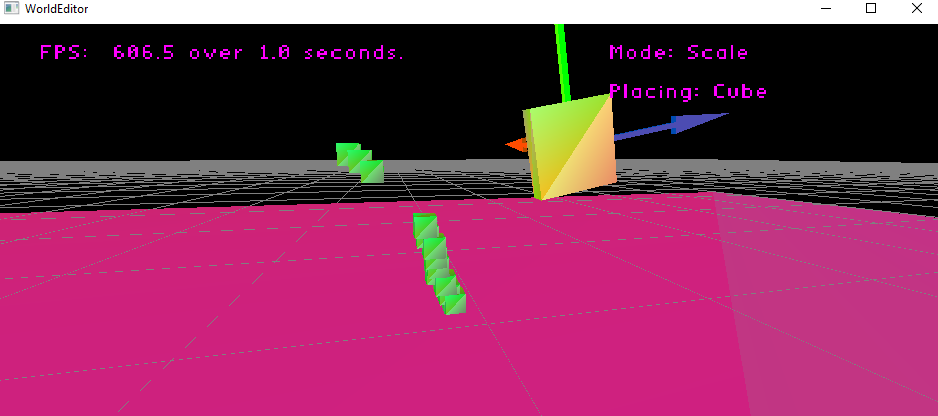 WorldEditor
FPS: 606.5 over 1.0 seconds.
Mode: Scale
Placing: Cube